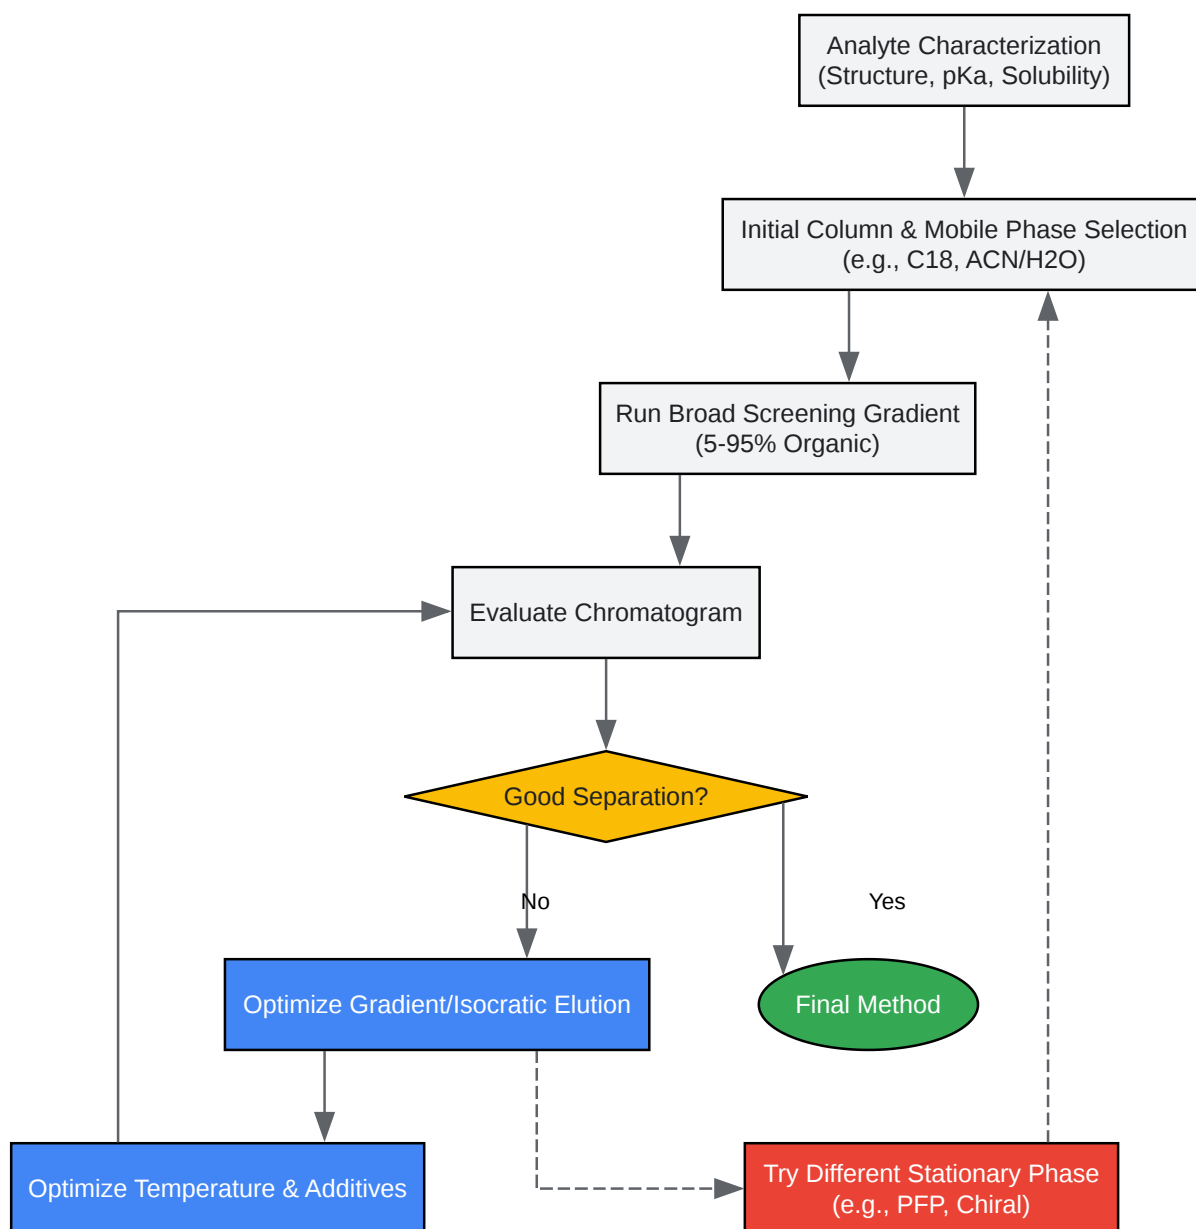 Analyte Characterization
(Structure, pKa, Solubility)
Initial Column & Mobile Phase Selection
(e.g., C18, ACN/H2O)
Run Broad Screening Gradient
(5-95% Organic)
Evaluate Chromatogram
Good Separation?
No
Yes
Optimize Gradient/Isocratic Elution
Final Method
Optimize Temperature & Additives
Try Different Stationary Phase
(e.g., PFP, Chiral)